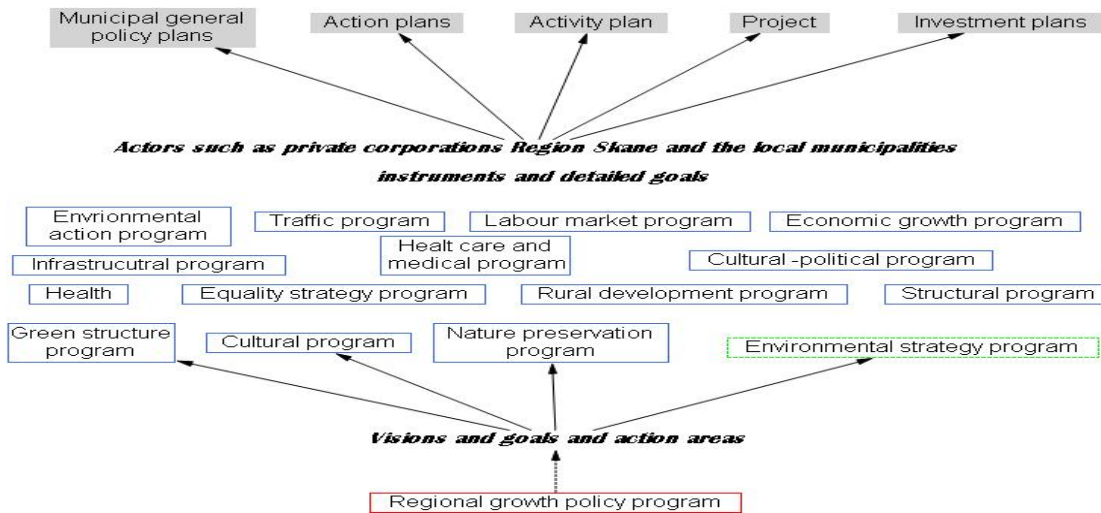 Municipal general
policy plans
Action plans
Activity plan
Project
Investment plans
Actors such as private corporations Region Skane and the local municipalities
instruments and detailed goals
Envrionmental
action program
Traffic program
Labour market program
Economic growth program
Healt care and
medical program
Infrastrucutral program
Cultural -political program
Health
Equality strategy program
Rural development program
Structural program
Green structure
program
Cultural program
Nature preservation
program
Environmental strategy program
Visions and goals and action areas
Regional growth policy program